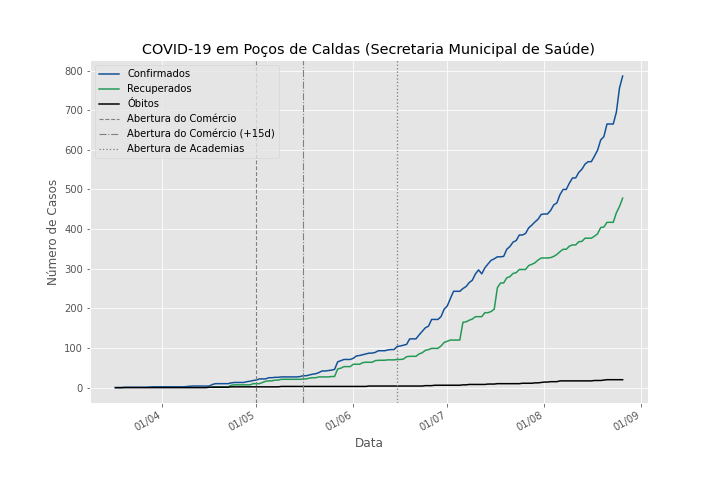 COVID-19 em Poços de Caldas (Secretaria Municipal de Saúde)
Confirmados
Recuperados
Óbitos
Abertura do Comércio
Abertura do Comércio (+15d)
Abertura de Academias
Número de Casos
800
700
600
500
400
300
200
100
0
01/04
01/05
01/06
01/07
01/08
01/09
Data